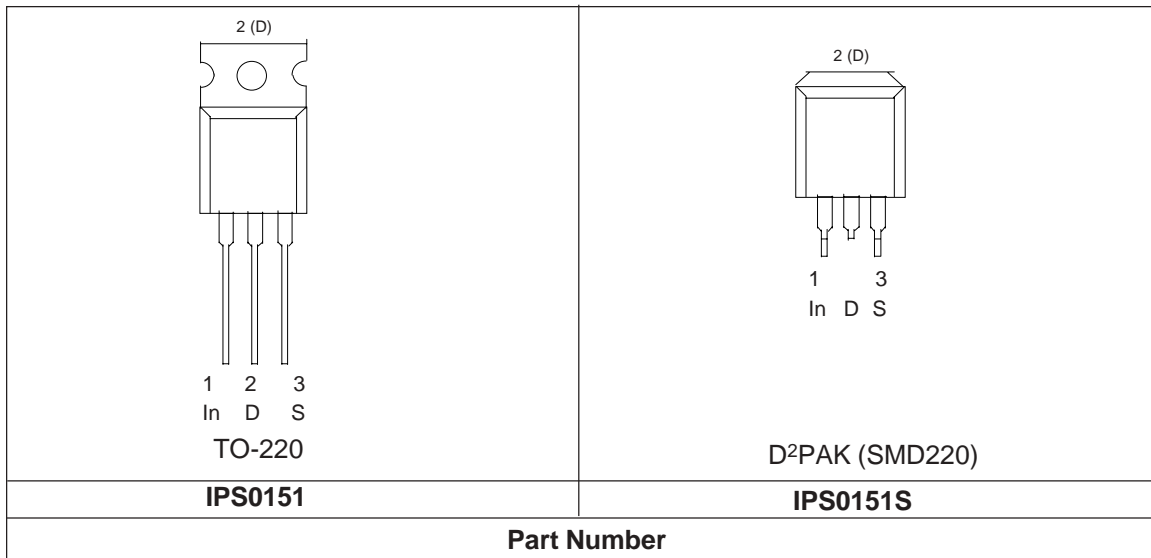 2 (D)
1 2 3
In D S
TO-220
IPS0151
2 (D)
1 3
In D S
D²PAK (SMD220)
IPS0151S
Part Number